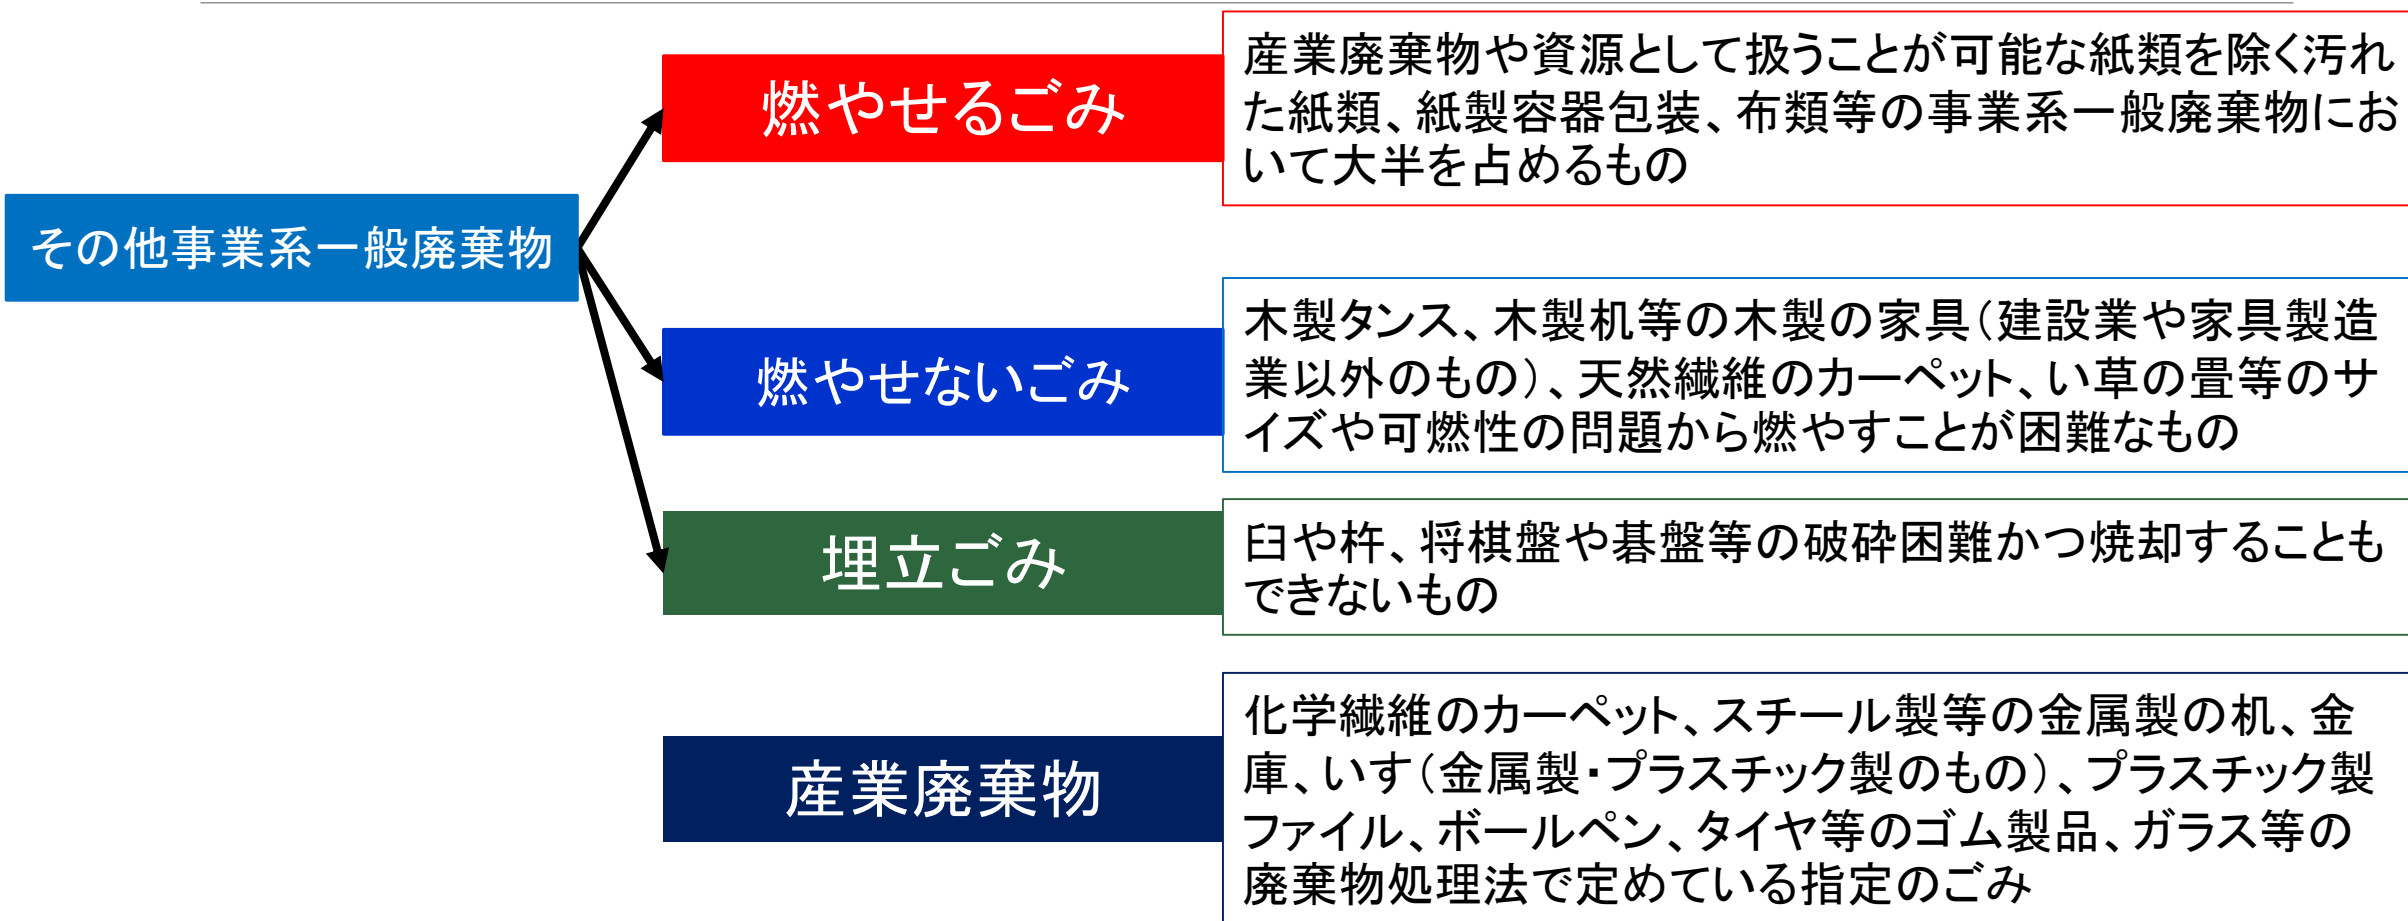 その他事業系一般廃棄物
燃やせるごみ
産業廃棄物や資源として扱うことが可能な紙類を除く汚れ
た紙類、紙製容器包装、布類等の事業系一般廃棄物にお
いて大半を占めるもの
燃やせないごみ
木製タンス、木製机等の木製の家具（建設業や家具製造
業以外のもの）、天然繊維のカーペット、い草の畳等のサ
イズや可燃性の問題から燃やすことが困難なもの
埋立ごみ
臼や杵、将棋盤や碁盤等の破砕困難かつ焼却することも
できないもの
産業廃棄物
化学繊維のカーペット、スチール製等の金属製の机、金
庫、いす（金属製・プラスチック製のもの）、プラスチック製
ファイル、ボールペン、タイヤ等のゴム製品、ガラス等の
廃棄物処理法で定めている指定のごみ